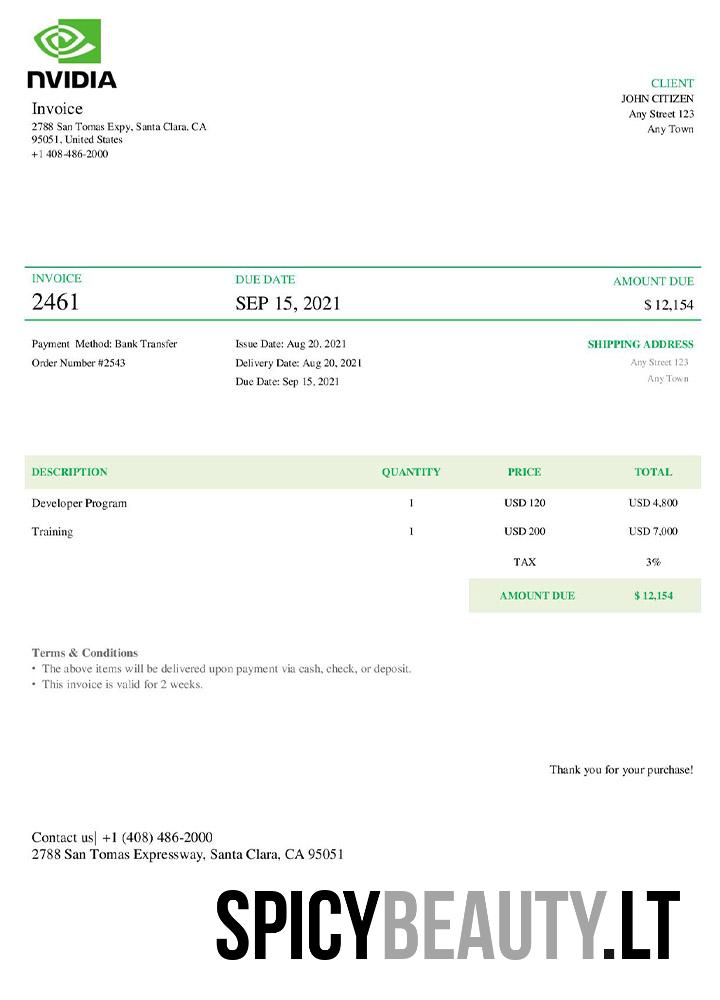 NVIDIA
Invoice
2788 San Tomas Expy, Santa Clara, CA
95051, United States
+1 408-486-2000
CLIENT
JOHN CITIZEN
Any Street 123
Any Town
INVOICE DUE DATE AMOUNT DUE
2461 SEP 15, 2021 $ 12,154
Payment Method: Bank Transfer Issue Date: Aug 20, 2021 SHIPPING ADDRESS
Order Number #2543 Delivery Date: Aug 20, 2021 Any Street 123
Due Date: Sep 15, 2021 Any Town
DESCRIPTION QUANTITY PRICE TOTAL
Developer Program 1 USD 120 USD 4,800
Training 1 USD 200 USD 7,000
TAX 3%
AMOUNT DUE $ 12,154
Terms & Conditions
• The above items will be delivered upon payment via cash, check, or deposit.
• This invoice is valid for 2 weeks.
Thank you for your purchase!
Contact us| +1 (408) 486-2000
2788 San Tomas Expressway, Santa Clara, CA 95051
SPICYBEAUTY.LT